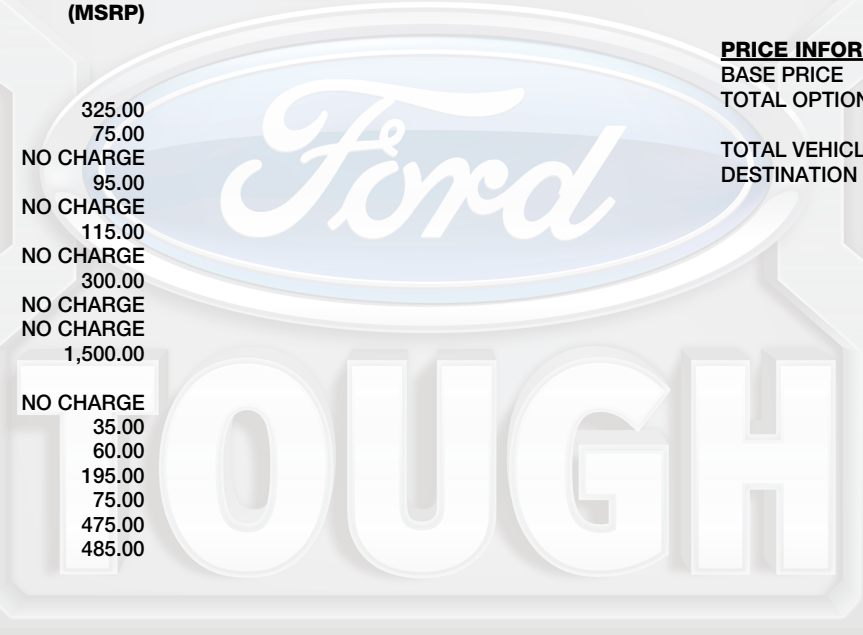 (MSRP)
325.00
75.00
NO CHARGE
95.00
NO CHARGE
115.00
NO CHARGE
300.00
NO CHARGE
NO CHARGE
1,500.00
NO CHARGE
35.00
60.00
195.00
75.00
475.00
485.00
PRICE INFOR
BASE PRICE
TOTAL OPTION
TOTAL VEHICL
DESTINATION
Ford
TOUGH